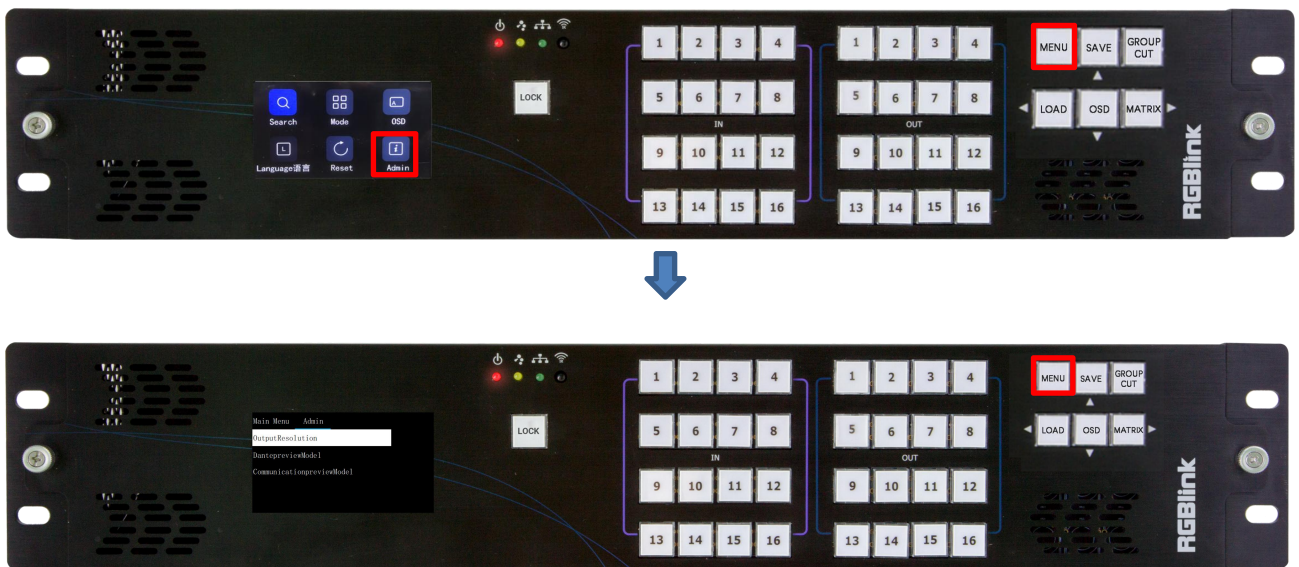 1 2 3 4
1 2 3 4
MENU SAVE GROUP CUT
Search Mode OSD
LOCK
5 6 7 8
5 6 7 8
LOAD OSD MATRIX
IN
OUT
Language语言 Reset Admin
9 10 11 12
9 10 11 12
13 14 15 16
13 14 15 16
RGBlink
1 2 3 4
1 2 3 4
MENU SAVE GROUP CUT
Main Menu Admin
OutputResolution
DantepreviewModel
CommunicationpreviewModel
LOCK
5 6 7 8
5 6 7 8
LOAD OSD MATRIX
IN
OUT
9 10 11 12
9 10 11 12
13 14 15 16
13 14 15 16
RGBlink